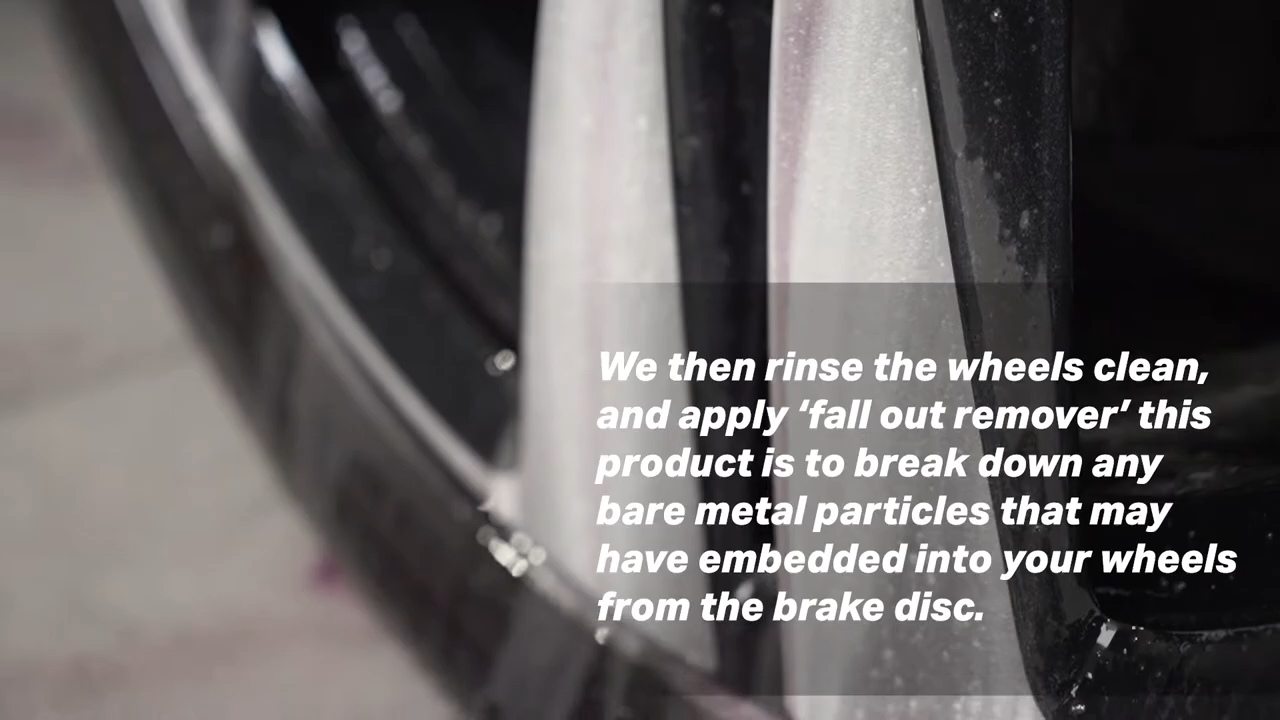 We then rinse the wheels clean,
and apply ‘fall out remover’ this
product is to break down any
bare metal particles that may
have embedded into your wheels
from the brake disc.